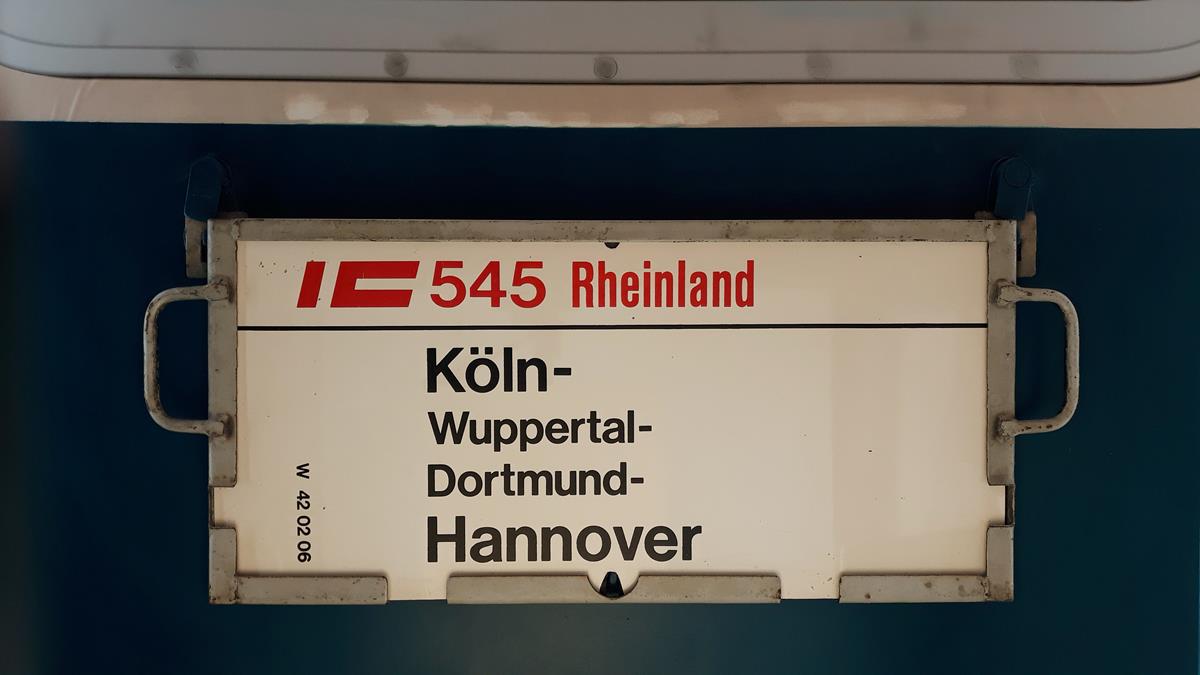 IC 545 Rheinland
Köln-
Wuppertal-
Dortmund-
Hannover
W 42 02 06